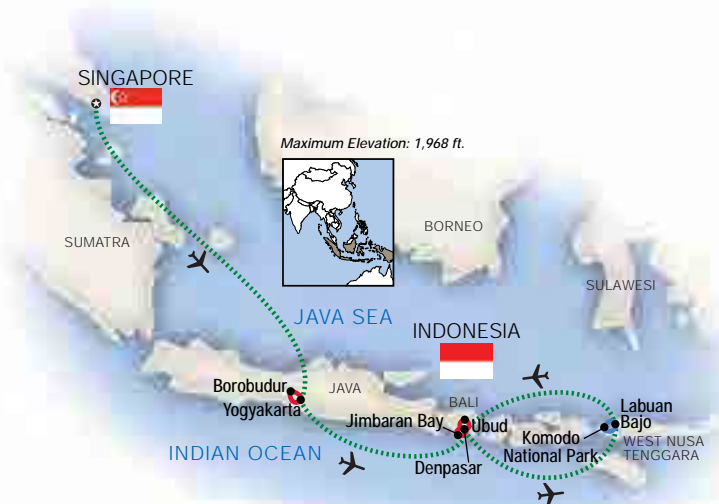 SINGAPORE
Maximum Elevation: 1,968 ft.
BORNEO
SUMATRA
SULAWESI
JAVA SEA
INDONESIA
Borobudur
JAVA
Yogyakarta
BALI
Jimbaran Bay
Ubud
Labuan
Bajo
Komodo
National Park
WEST NUSA
TENGGARA
INDIAN OCEAN
Denpasar